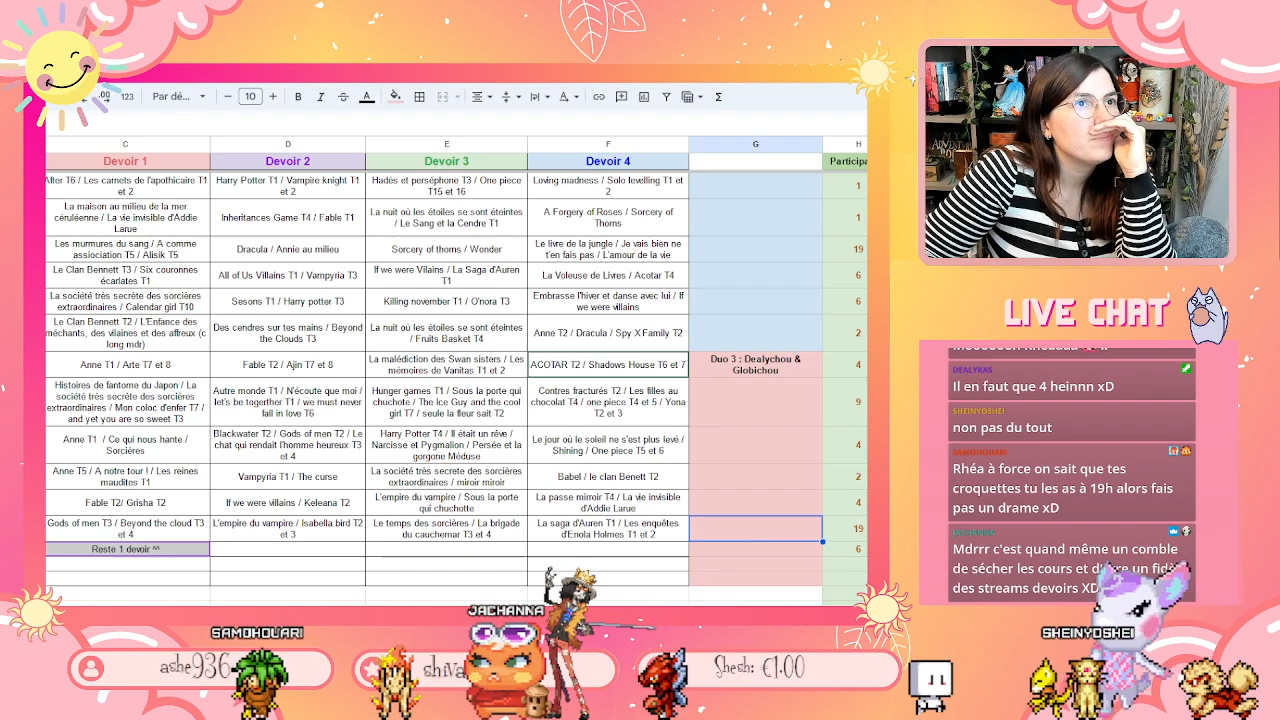 .00 123 Par dé... 10 B I S A Σ
C D E F G H
Devoir 1 Devoir 2 Devoir 3 Devoir 4 Participa
After T6 / Les carnets de l'apothicaire T1
et 2
Harry Potter T1 / Vampire knight T1
et 2
Hadès et perséphone T3 / One piece
T15 et 16
Loving madness / Solo levelling T1 et
2
1
La maison au milieu de la mer
céruléenne / La vie invisible d'Addie
Larue
Inheritances Game T4 / Fable T1
La nuit où les étoiles se sont éteintes
/ Le Sang et la Cendre T1
A Forgery of Roses / Sorcery of
Thorns
1
Les murmures du sang / A comme
assiociation T5 / Alisik T5
Dracula / Annie au milieu
Sorcery of thorns / Wonder
Le livre de la jungle / Je vais bien ne
t'en fais pas / L'amour de la vie
19
Le Clan Bennett T3 / Six couronnes
écarlates T1
All of Us Villains T1 / Vampyria T3
If we were Vilains / La Saga d'Auren
T1
La Voleuse de Livres / Acotar T4
6
La société très secrète des sorcières
extraordinaires / Calendar girl T10
Sesons T1 / Harry potter T3
Killing november T1 / O'nora T3
Embrasse l'hiver et danse avec lui / If
we were villains
6
Le Clan Bennett T2 / L'Enfance des
méchants, des vilaines et des affreux (c
long mdr)
Des cendres sur tes mains / Beyond
the Clouds T3
La nuit où les étoiles se sont éteintes
/ Fruits Basket T4
Anne T2 / Dracula / Spy X Family T2
2
Anne T1 / Arte T7 et 8
Fable T2 / Ajin T7 et 8
La malédiction des Swan sisters / Les
mémoires de Vanitas T1 et 2
ACOTAR T2 / Shadows House T6 et 7
Duo 3 : Dealychou &
Globichou
4
Histoires de fantome du Japon / La
société très secrète des sorcières
extraordinaires / Mon coloc d'enfer T7 /
and yet you are so sweet T3
Autre monde T1 / N'écoute que moi /
let's be togerther T1 / we must never
fall in love T6
Hunger games T1 / Sous la porte qui
chuchote / The Ice Guy and the cool
girl T7 / seule la fleur sait T2
Contres fracturés T2 / Les filles au
chocolat T4 / one piece T4 et 5 / Yona
T2 et 3
9
Anne T1 / Ce qui nous hante /
Sorcières
Blackwater T2 / Gods of men T2 / Le
chat qui rendait l'homme heureux T3
et 4
Harry Potter T4 / Il était un rêve /
Narcisse et Pygmalion / Persée et la
gorgone Méduse
Le jour où le soleil ne s'est plus levé /
Shining / One piece T5 et 6
4
Anne T5 / A notre tour ! / Les reines
maudites T1
Vampyria T1 / The curse
La société très secrete des sorcières
extraordinaires / miroir miroir
Babel / le clan Benett T2
2
Fable T2/ Grisha T2
If we were villains / Keleana T2
L'empire du vampire / Sous la porte
qui chuchotte
La passe mirroir T4 / La vie invisible
d'Addie Larue
4
Gods of men T3 / Beyond the cloud T3
et 4
L'empire du vampire / Isabella bird T2
et 3
Le temps des sorcières / La brigade
du cauchemar T3 et 4
La saga d'Auren T1 / Les enquêtes
d'Enola Holmes T1 et 2
19
Reste 1 devoir ^^
6
MY
ADVENTURE
BOOK
LIVE CHAT
DEALYKAS
Il en faut que 4 heinnn xD
SHEINYOSHEI
non pas du tout
SAMOHOUARI
Rhéa à force on sait que tes
croquettes tu les as à 19h alors fais
pas un drame xD
JACHANNA
Mdrrr c'est quand même un comble
de sécher les cours et
des streams devoirs XD
JACHANNA
SAMOHOUARI
SHEINYOSHEI
ashe936
shiva
Shesh: €1.00